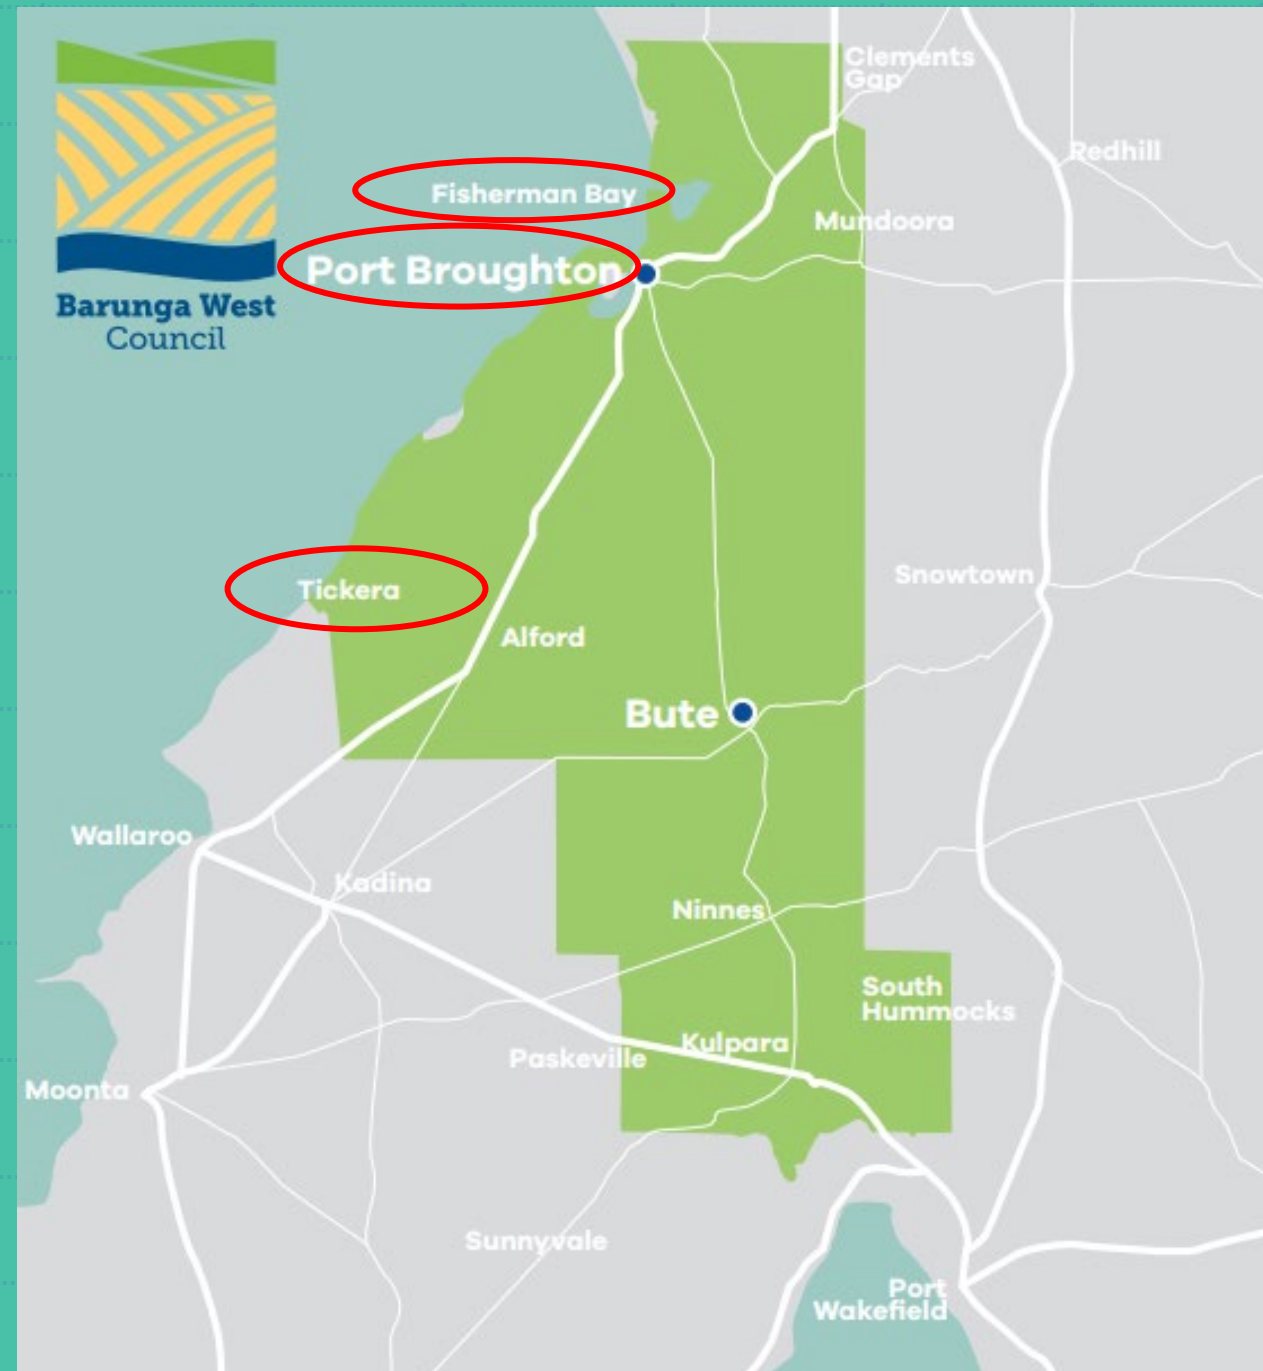 Barunga West
Council
Clements
Gap
Redhill
Fisherman Bay
Mundoora
Port Broughton
Snowtown
Tickera
Alford
Bute
Wallaroo
Kadina
Ninnes
South
Hummocks
Kulpara
Paskeville
Moonta
Sunnyvale
Port
Wakefield